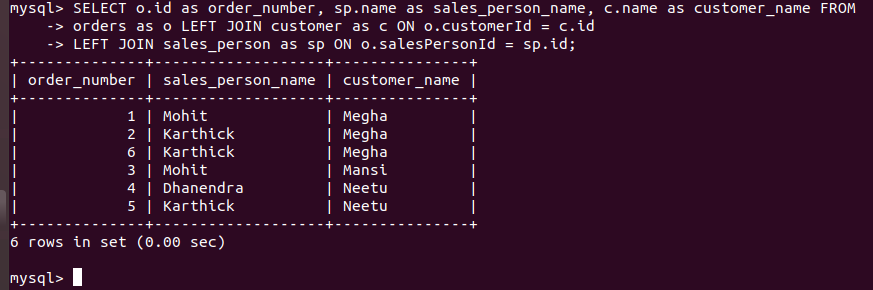 mysql> SELECT o.id as order_number, sp.name as sales_person_name, c.name as customer_name FROM
    -> orders as o LEFT JOIN customer as c ON o.customerId = c.id
    -> LEFT JOIN sales_person as sp ON o.salesPersonId = sp.id;
+--------------+-------------------+---------------+
| order_number | sales_person_name | customer_name |
+--------------+-------------------+---------------+
|            1 | Mohit             | Megha         |
|            2 | Karthick          | Megha         |
|            6 | Karthick          | Megha         |
|            3 | Mohit             | Mansi         |
|            4 | Dhanendra         | Neetu         |
|            5 | Karthick          | Neetu         |
+--------------+-------------------+---------------+
6 rows in set (0.00 sec)
mysql>